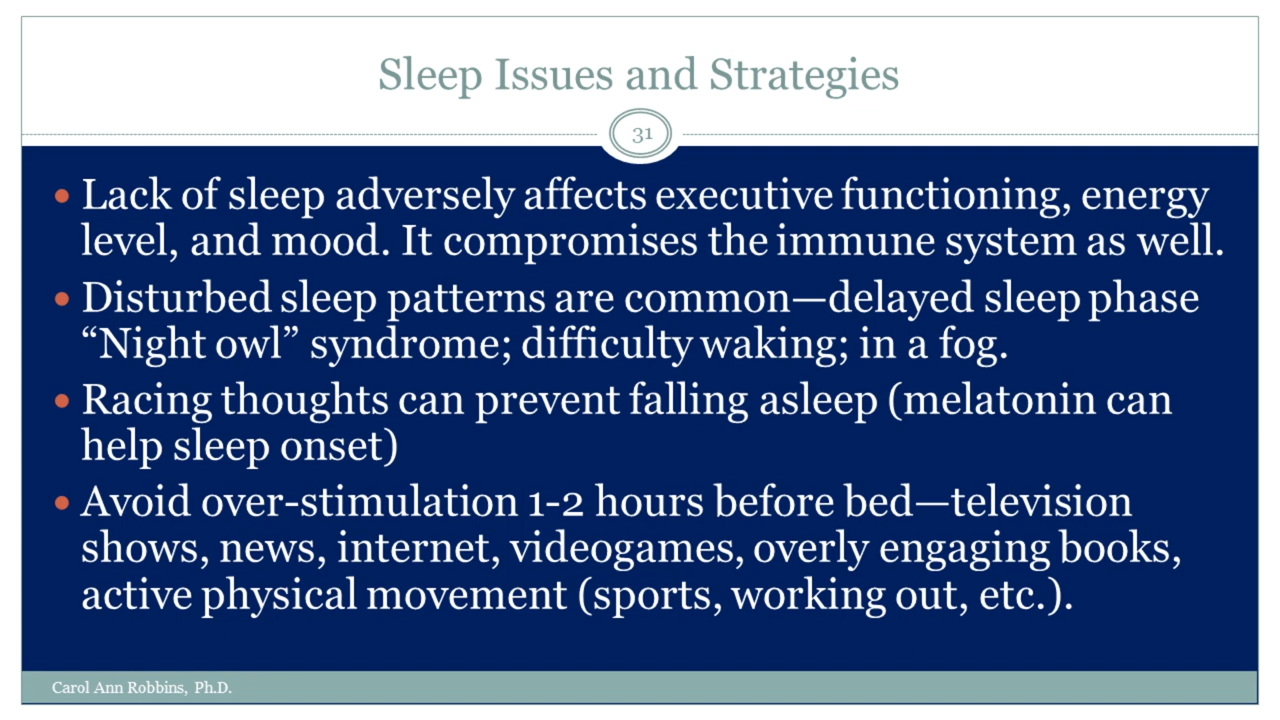 Sleep Issues and Strategies
31
• Lack of sleep adversely affects executive functioning, energy
level, and mood. It compromises the immune system as well.
• Disturbed sleep patterns are common—delayed sleep phase
“Night owl” syndrome; difficulty waking; in a fog.
• Racing thoughts can prevent falling asleep (melatonin can
help sleep onset)
• Avoid over-stimulation 1-2 hours before bed—television
shows, news, internet, videogames, overly engaging books,
active physical movement (sports, working out, etc.).
Carol Ann Robbins, Ph.D.